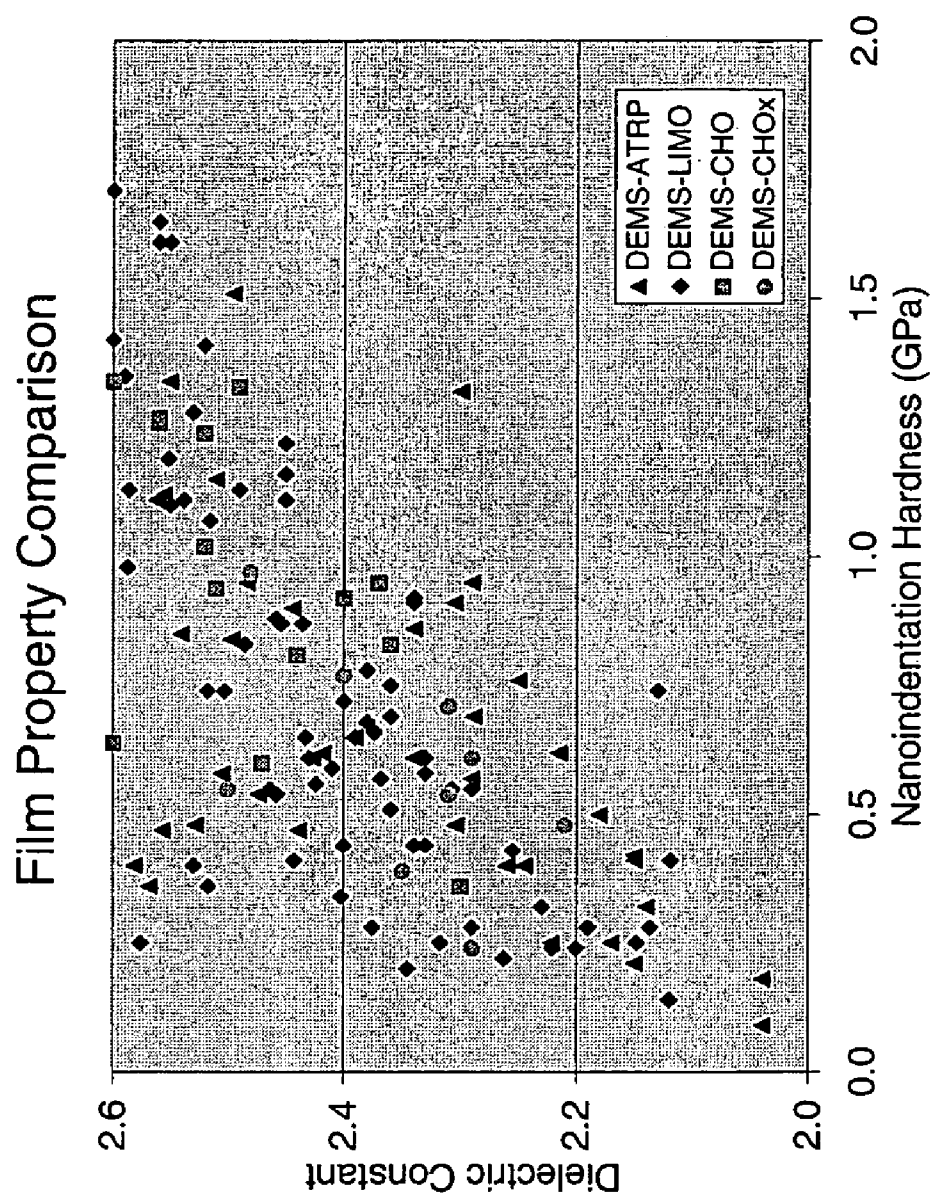 Film Property Comparison
Dielectric Constant
2.6
2.4
2.2
2.0
0.0
0.5
1.0
1.5
2.0
Nanoindentation Hardness (GPa)
DEMS-ATRP
DEMS-LIMO
DEMS-CHO
DEMS-CHOx